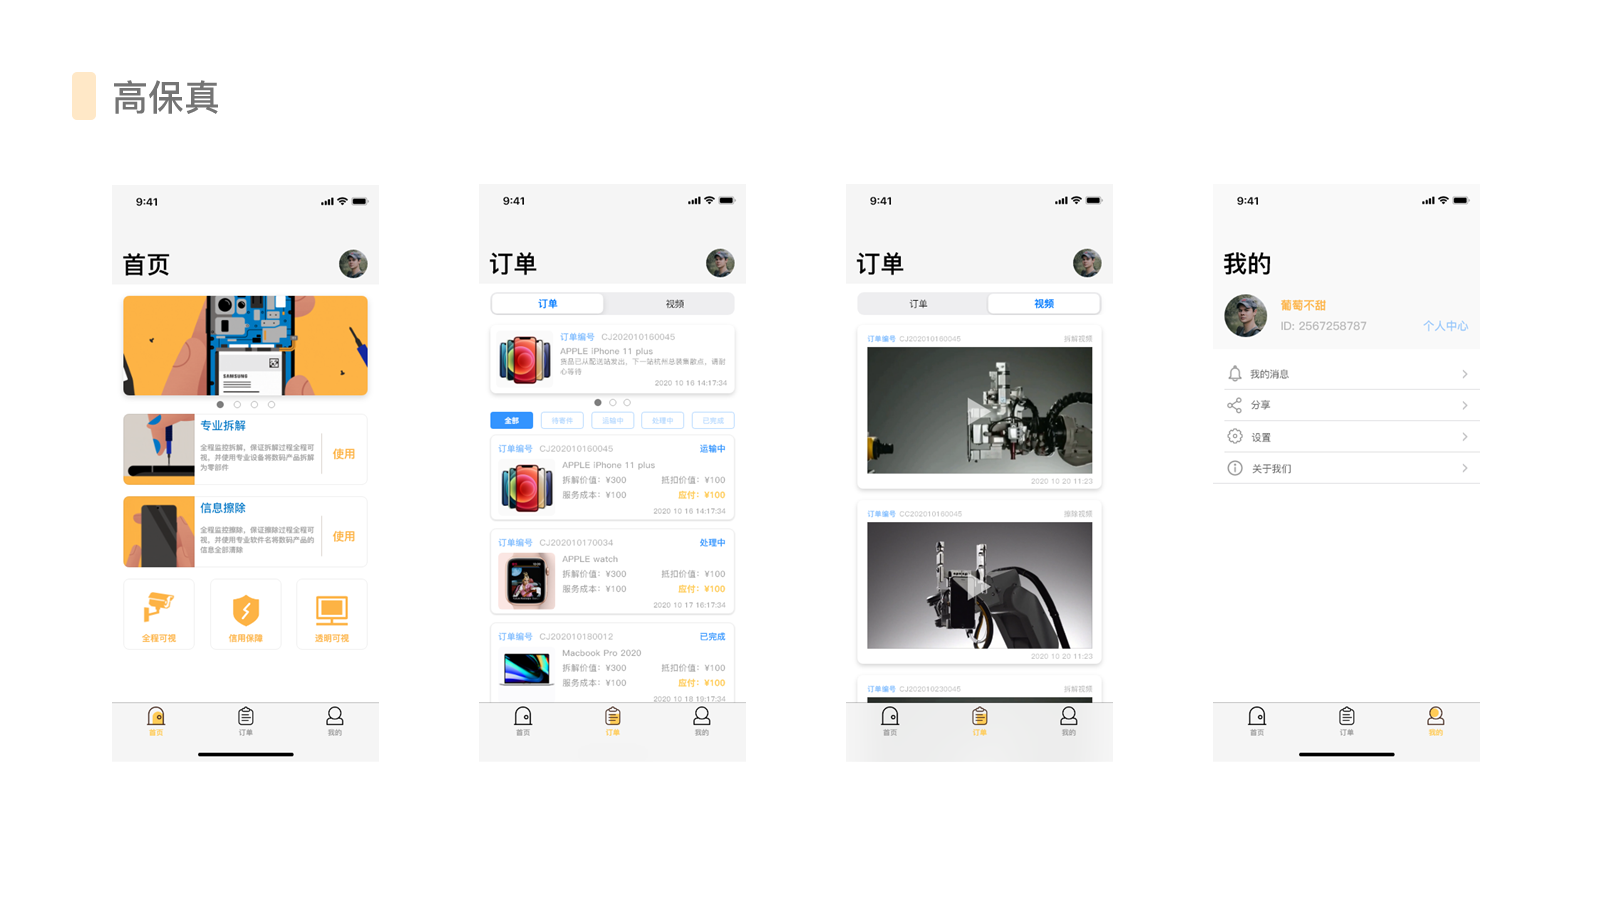 高保真
9:41
首页
SAMSUNG
专业拆解
全程监控拆解，保证拆解过程全程可
视，并使用专业设备将数码产品拆解
为零部件
使用
信息擦除
全程监控擦除，保证擦除过程全程可
视，并使用专业软件名将数码产品的
信息全部清除
使用
全程可视
信用保障
透明可视
首页
订单
我的
9:41
订单
订单
视频
订单编号 CJ202010160045
APPLE iPhone 11 plus
货品已从配送站发出，下一站杭州总装集散点，请耐
心等待
2020 10 16 14:17:34
全部
待寄件
运输中
处理中
已完成
订单编号 CJ202010160045
运输中
APPLE iPhone 11 plus
拆解价值：¥300
抵扣价值：¥100
服务成本：¥100
应付：¥100
2020 10 16 14:17:34
订单编号 CJ202010170034
处理中
APPLE watch
拆解价值：¥300
抵扣价值：¥100
服务成本：¥100
应付：¥100
2020 10 17 16:17:34
订单编号 CJ202010180012
已完成
Macbook Pro 2020
拆解价值：¥300
抵扣价值：¥100
服务成本：¥100
应付：¥100
2020 10 18 19:17:34
首页
订单
我的
9:41
订单
订单
视频
订单编号 CJ202010160045
拆解视频
2020 10 20 11:23
订单编号 CC202010160045
擦除视频
2020 10 20 11:23
订单编号 CJ202010230045
拆解视频
首页
订单
我的
9:41
我的
葡萄不甜
ID: 2567258787
个人中心
我的消息
分享
设置
关于我们
首页
订单
我的